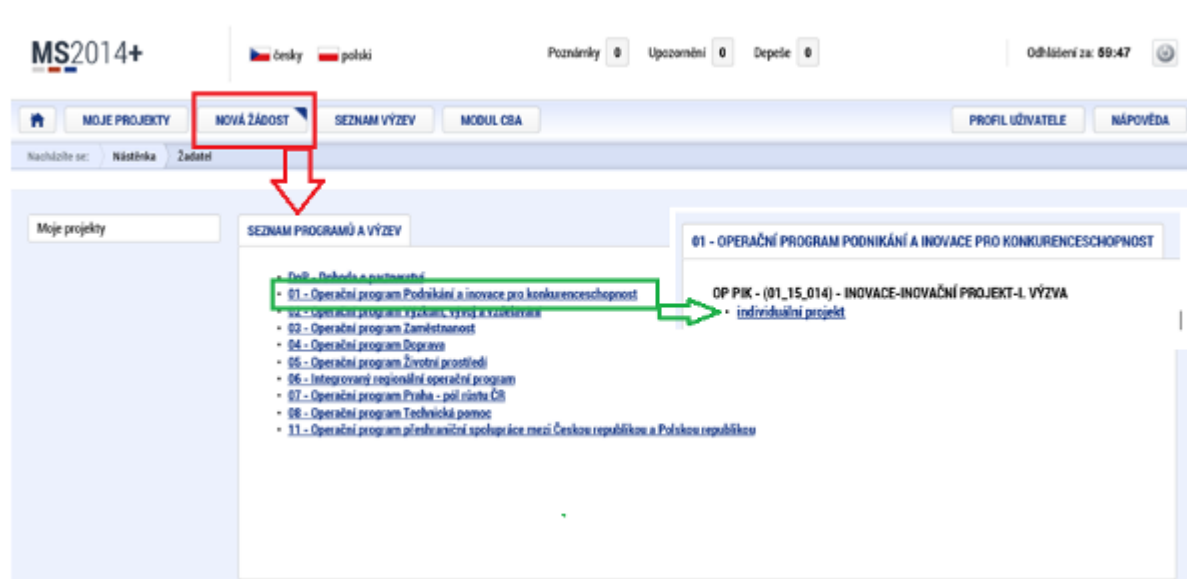 MS2014+ česky polski Poznámky 0 Upozornění 0 Depeše 0 Odhlášení za: 59:47
MOJE PROJEKTY NOVÁ ŽÁDOST SEZNAM VÝZEV MODUL CBA PROFIL UŽIVATELE NÁPOVĚDA
Nacházíte se: Nástěnka Žadatel
Moje projekty
SEZNAM PROGRAMŮ A VÝZEV
DoP - Dohoda o partnerství
01 - Operační program Podnikání a inovace pro konkurenceschopnost
02 - Operační program Výzkum, vývoj a vzdělávání
03 - Operační program Zaměstnanost
04 - Operační program Doprava
05 - Operační program Životní prostředí
06 - Integrovaný regionální operační program
07 - Operační program Praha - pól růstu ČR
08 - Operační program Technická pomoc
11 - Operační program přeshraniční spolupráce mezi Českou republikou a Polskou republikou
01 - OPERAČNÍ PROGRAM PODNIKÁNÍ A INOVACE PRO KONKURENCESCHOPNOST
OP PIK - (01_15_014) - INOVACE-INOVAČNÍ PROJEKT-I. VÝZVA
individuální projekt